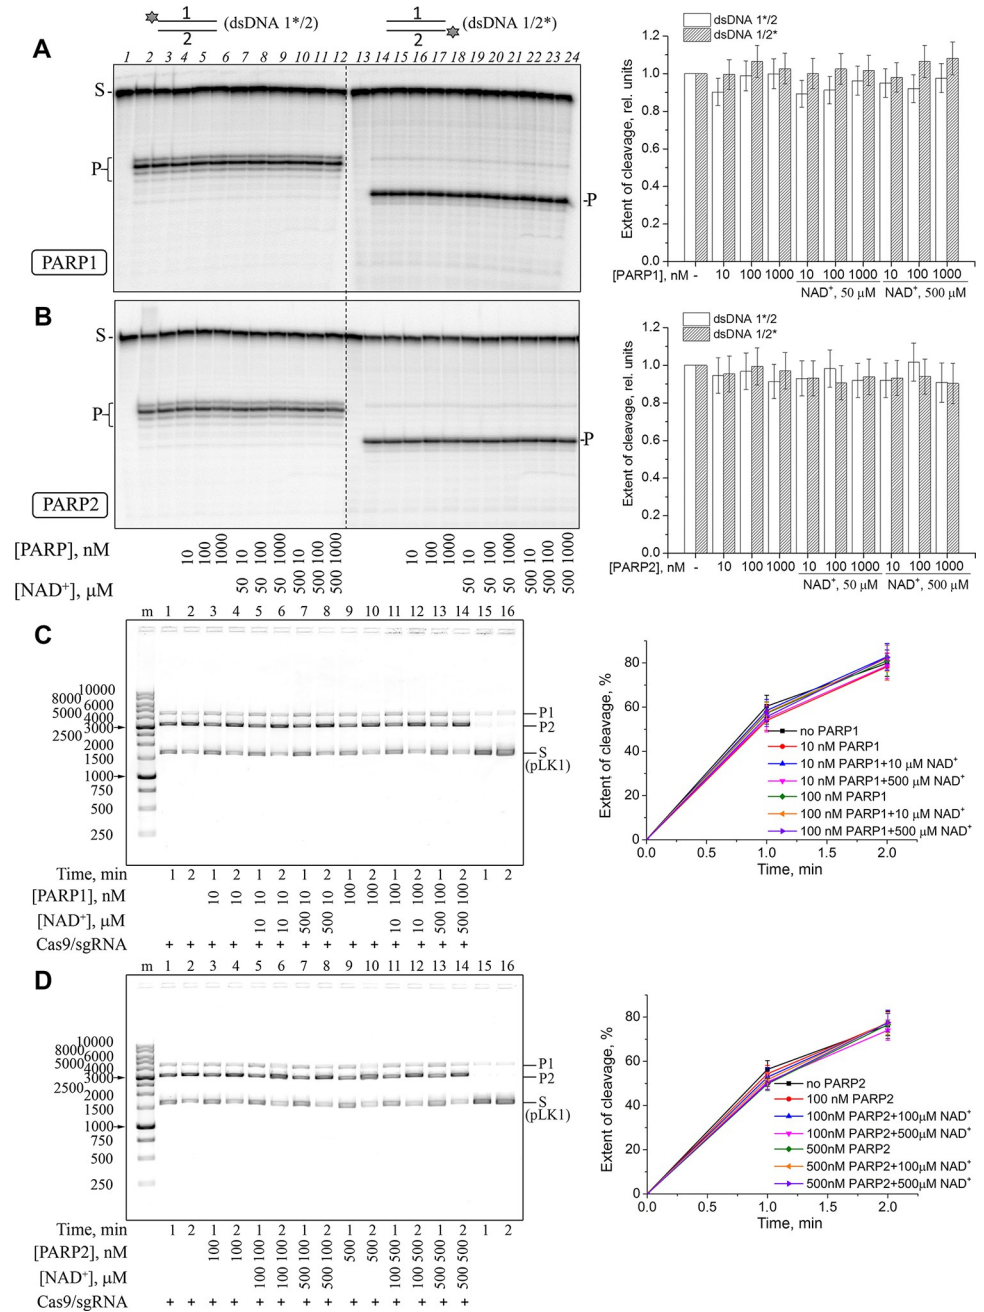 1
2
(dsDNA 1*/2)
1
2
(dsDNA 1/2*)
A
1 2 3 4 5 6 7 8 9 10 11 12 13 14 15 16 17 18 19 20 21 22 23 24
S
P
P
PARP1
1.2
1.0
0.8
0.6
0.4
0.2
0.0
Extent of cleavage, rel. units
dsDNA 1*/2
dsDNA 1/2*
[PARP1], nM - 10 100 1000 10 100 1000 10 100 1000
NAD⁺, 50 μM NAD⁺, 500 μM
B
S
P
P
PARP2
[PARP], nM 10 100 1000 10 100 1000 10 100 1000 10 100 1000 10 100 1000 10 100 1000
[NAD⁺], μM 50 50 50 500 500 500 50 50 50 500 500 500
1.2
1.0
0.8
0.6
0.4
0.2
0.0
Extent of cleavage, rel. units
dsDNA 1*/2
dsDNA 1/2*
[PARP2], nM - 10 100 1000 10 100 1000 10 100 1000
NAD⁺, 50 μM NAD⁺, 500 μM
C
m 1 2 3 4 5 6 7 8 9 10 11 12 13 14 15 16
10000
8000
6000
5000
4000
3000
2500
2000
1500
1000
750
500
250
P1
P2
S
(pLK1)
Time, min 1 2 1 2 1 2 1 2 1 2 1 2 1 2 1 2
[PARP1], nM 10 10 10 10 10 10 100 100 100 100 100 100
[NAD⁺], μM 10 10 500 500 10 10 500 500
Cas9/sgRNA + + + + + + + + + + + + + +
80
60
40
20
0
Extent of cleavage, %
0.0 0.5 1.0 1.5 2.0
Time, min
no PARP1
10 nM PARP1
10 nM PARP1+10 μM NAD⁺
10 nM PARP1+500 μM NAD⁺
100 nM PARP1
100 nM PARP1+10 μM NAD⁺
100 nM PARP1+500 μM NAD⁺
D
m 1 2 3 4 5 6 7 8 9 10 11 12 13 14 15 16
10000
8000
6000
5000
4000
3000
2500
2000
1500
1000
750
500
250
P1
P2
S
(pLK1)
Time, min 1 2 1 2 1 2 1 2 1 2 1 2 1 2 1 2
[PARP2], nM 100 100 100 100 100 100 500 500 500 500 500 500
[NAD⁺], μM 100 100 500 500 100 100 500 500
Cas9/sgRNA + + + + + + + + + + + + + +
80
60
40
20
0
Extent of cleavage, %
0.0 0.5 1.0 1.5 2.0
Time, min
no PARP2
100 nM PARP2
100nM PARP2+100μM NAD⁺
100nM PARP2+500μM NAD⁺
500nM PARP2
500nM PARP2+100μM NAD⁺
500nM PARP2+500μM NAD⁺